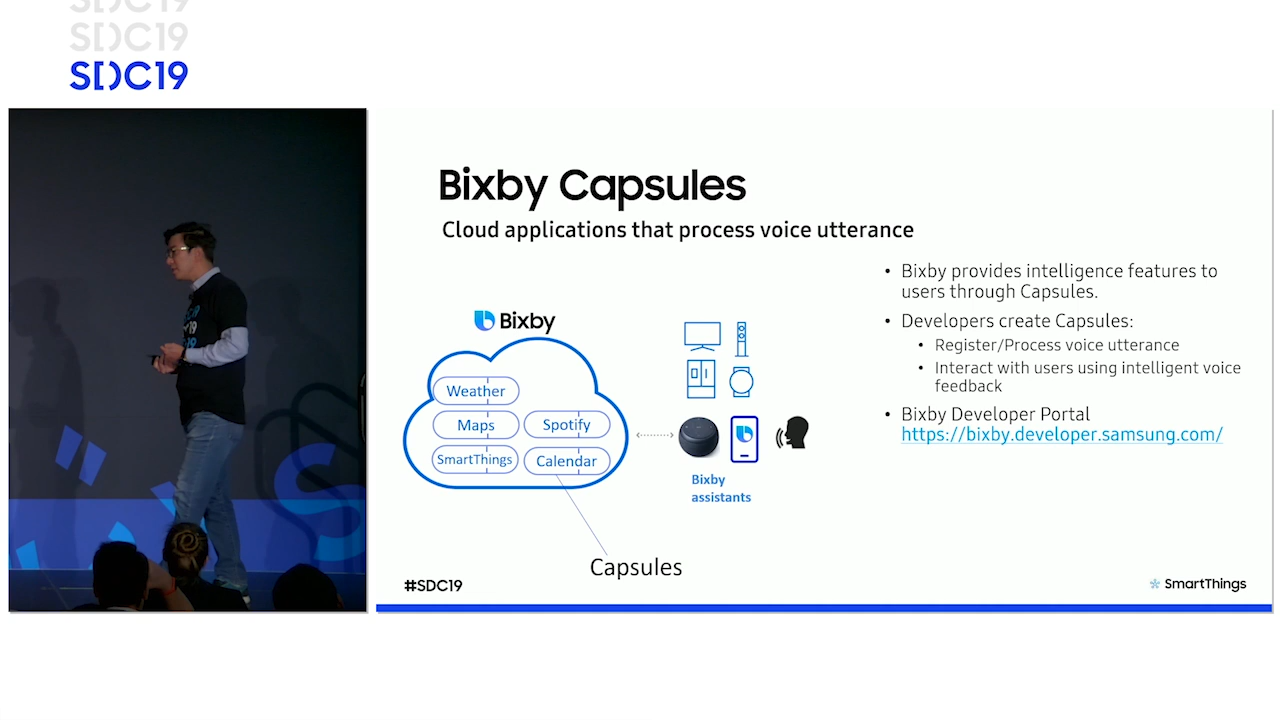 SDC19
SDC19
SDC19
Bixby Capsules
Cloud applications that process voice utterance
Bixby
Weather
Maps
Spotify
SmartThings
Calendar
Bixby
assistants
Capsules
• Bixby provides intelligence features to
users through Capsules.
• Developers create Capsules:
• Register/Process voice utterance
• Interact with users using intelligent voice
feedback
• Bixby Developer Portal
https://bixby.developer.samsung.com/
#SDC19
SmartThings